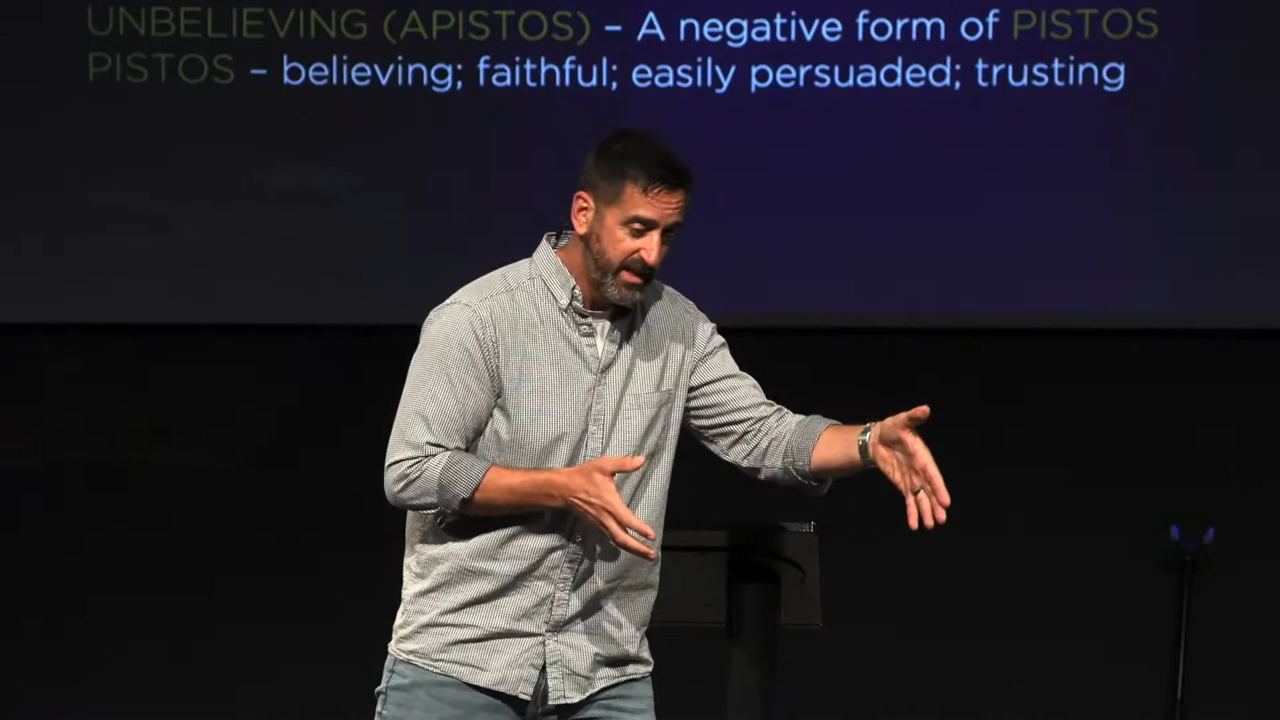 UNBELIEVING (APISTOS) – A negative form of PISTOS
PISTOS – believing; faithful; easily persuaded; trusting